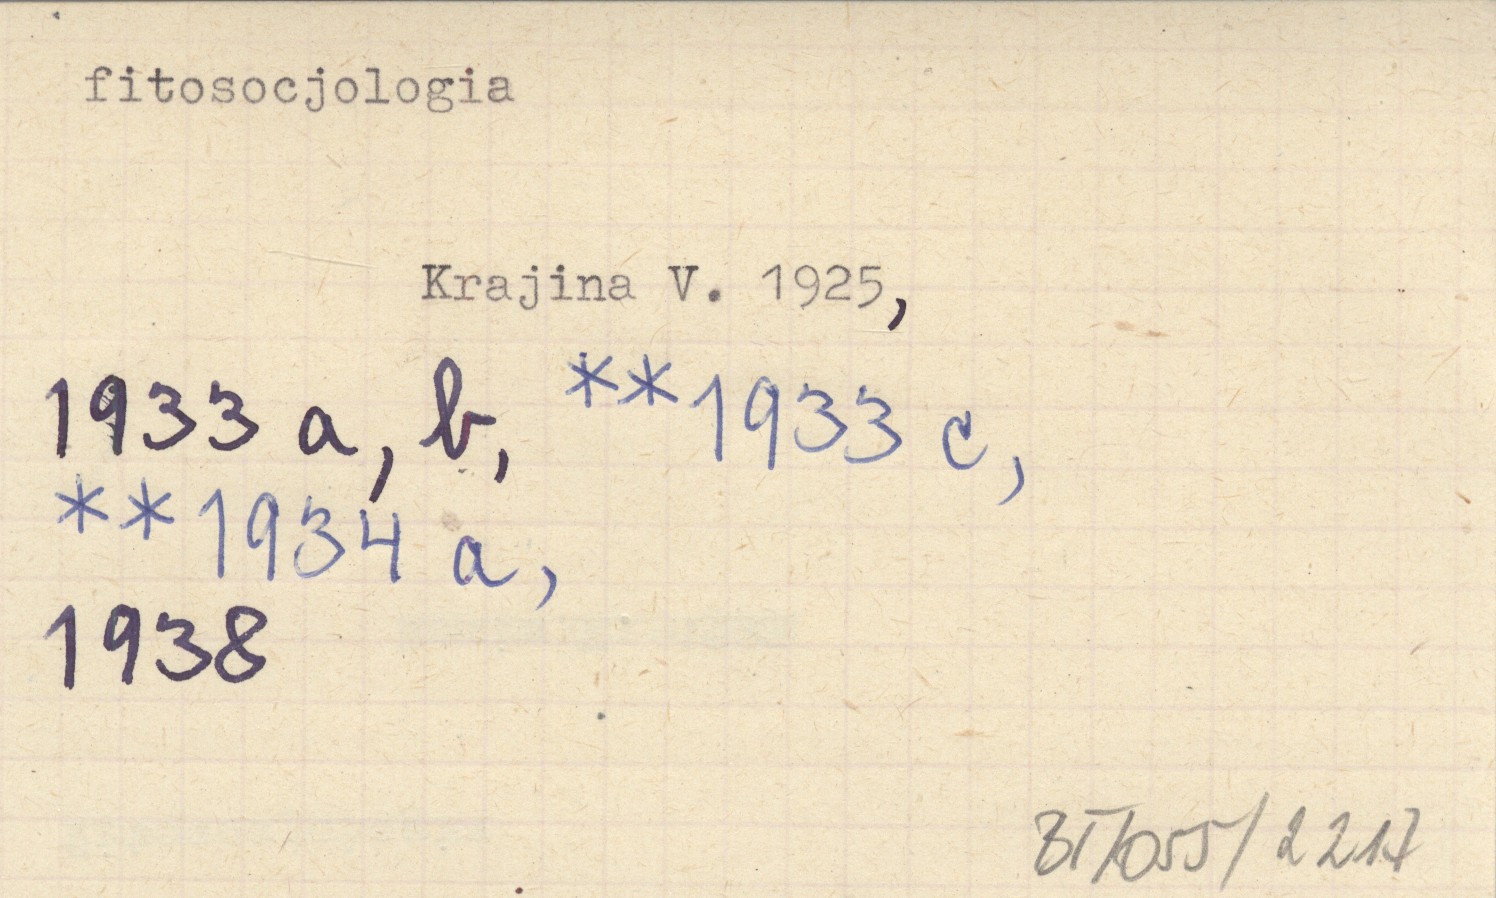 fitosocjologia
Krajina V. 1925,
1933 a, b, **1933 c,
**1934 a,
1938
BT/055/2217